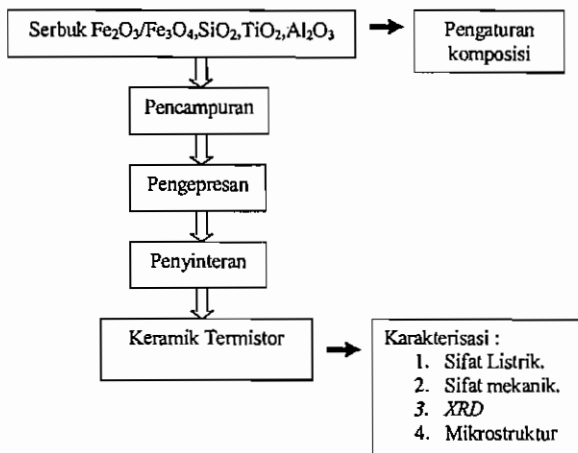 Serbuk Fe₂O₃/Fe₃O₄,SiO₂,TiO₂,Al₂O₃
Pengaturan
komposisi
Pencampuran
Pengepresan
Penyinteran
Keramik Termistor
Karakterisasi :
1. Sifat Listrik.
2. Sifat mekanik.
3. XRD
4. Mikrostruktur